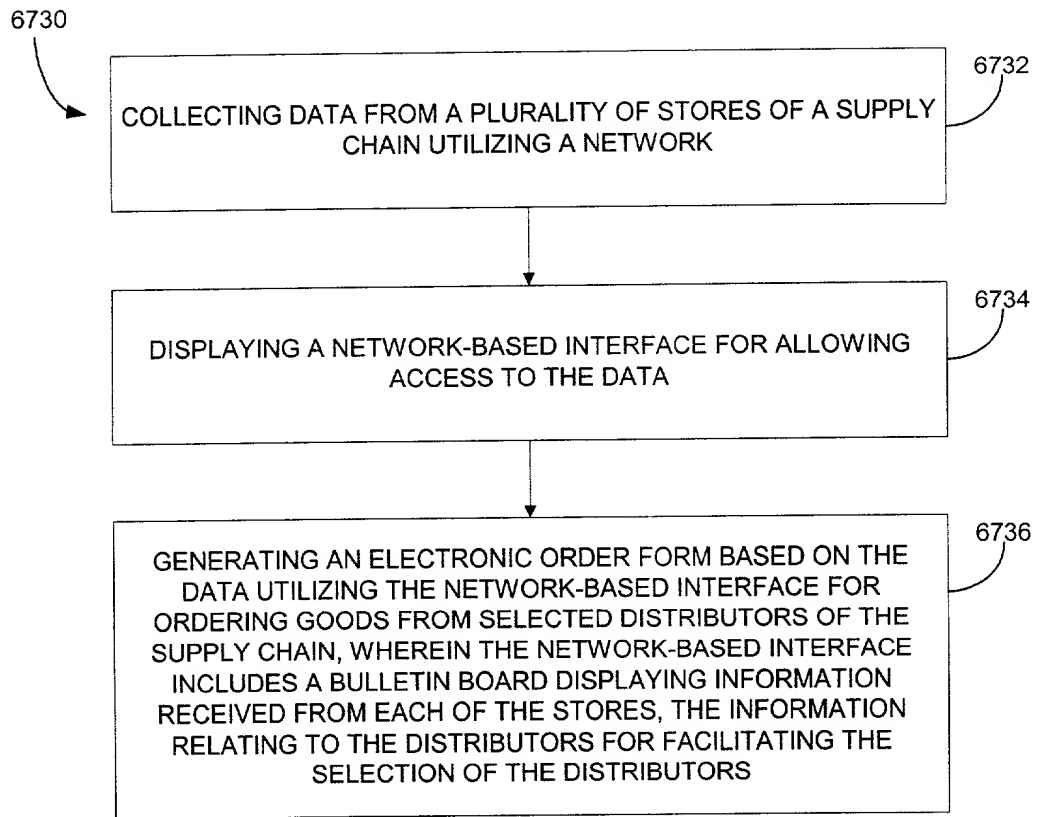 6730
6732
COLLECTING DATA FROM A PLURALITY OF STORES OF A SUPPLY
CHAIN UTILIZING A NETWORK
6734
DISPLAYING A NETWORK-BASED INTERFACE FOR ALLOWING
ACCESS TO THE DATA
6736
GENERATING AN ELECTRONIC ORDER FORM BASED ON THE
DATA UTILIZING THE NETWORK-BASED INTERFACE FOR
ORDERING GOODS FROM SELECTED DISTRIBUTORS OF THE
SUPPLY CHAIN, WHEREIN THE NETWORK-BASED INTERFACE
INCLUDES A BULLETIN BOARD DISPLAYING INFORMATION
RECEIVED FROM EACH OF THE STORES, THE INFORMATION
RELATING TO THE DISTRIBUTORS FOR FACILITATING THE
SELECTION OF THE DISTRIBUTORS